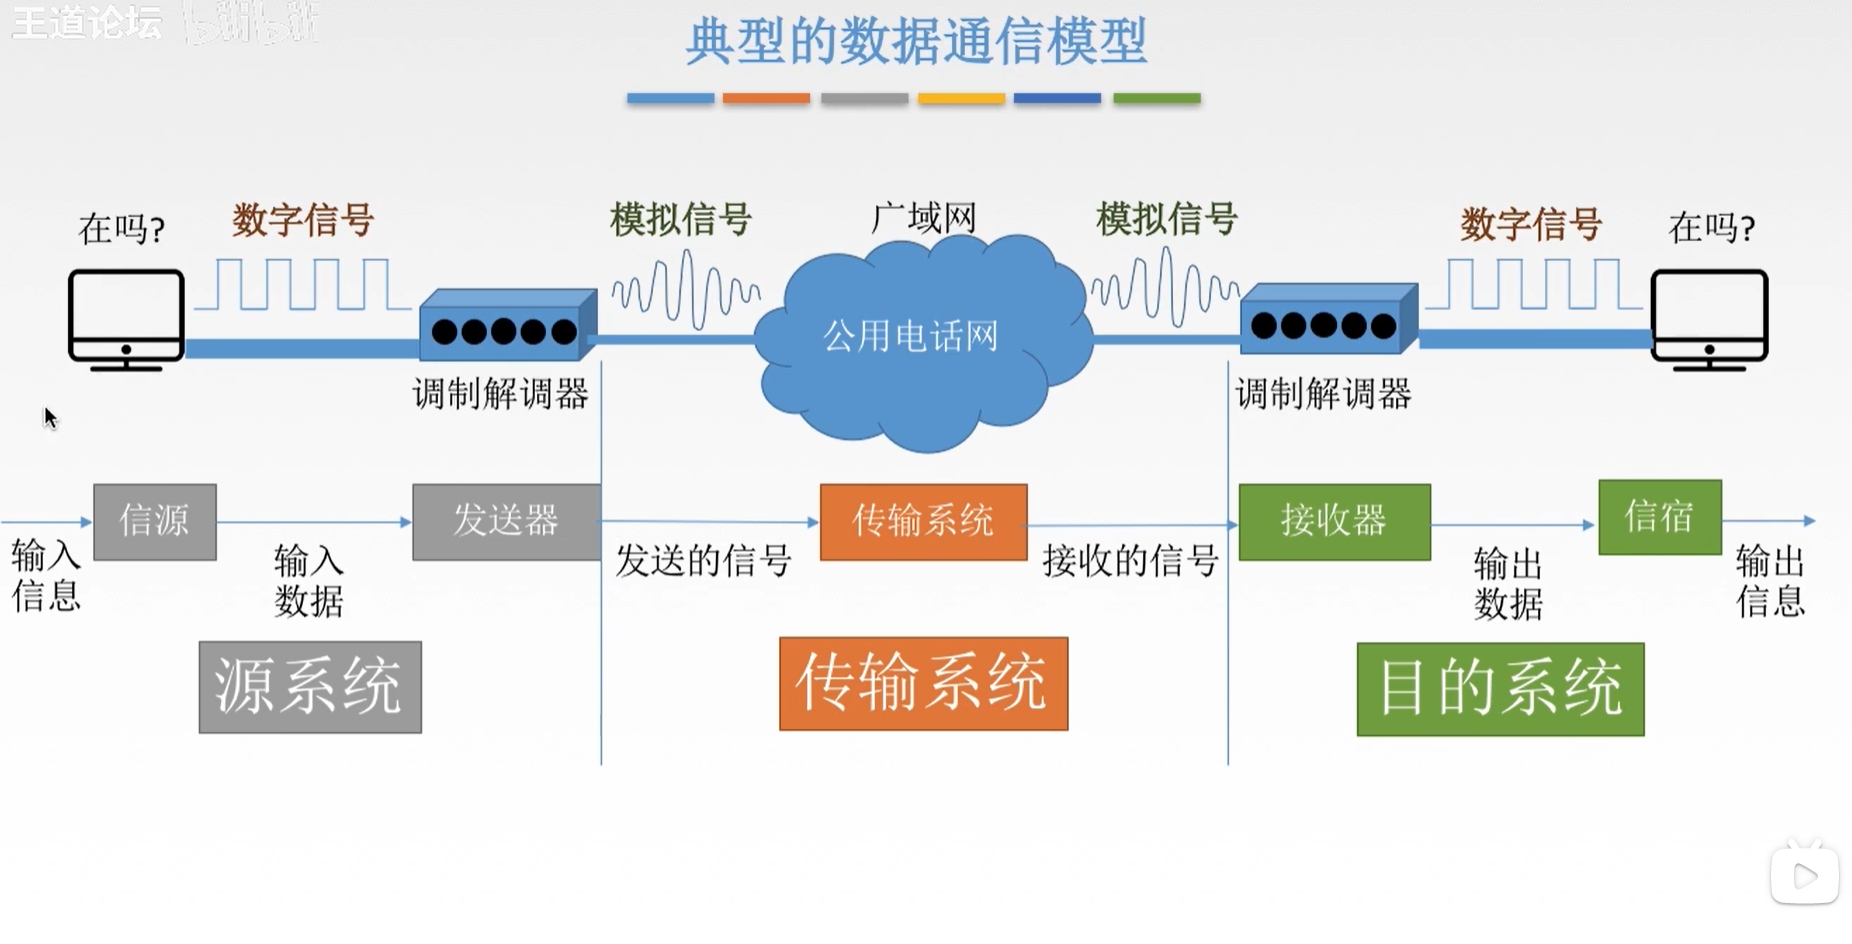 王道论坛 bilibili
典型的数据通信模型
在吗?
数字信号
模拟信号
广域网
模拟信号
数字信号
在吗?
公用电话网
调制解调器
调制解调器
信源
发送器
传输系统
接收器
信宿
输入
信息
输入
数据
发送的信号
接收的信号
输出
数据
输出
信息
源系统
传输系统
目的系统